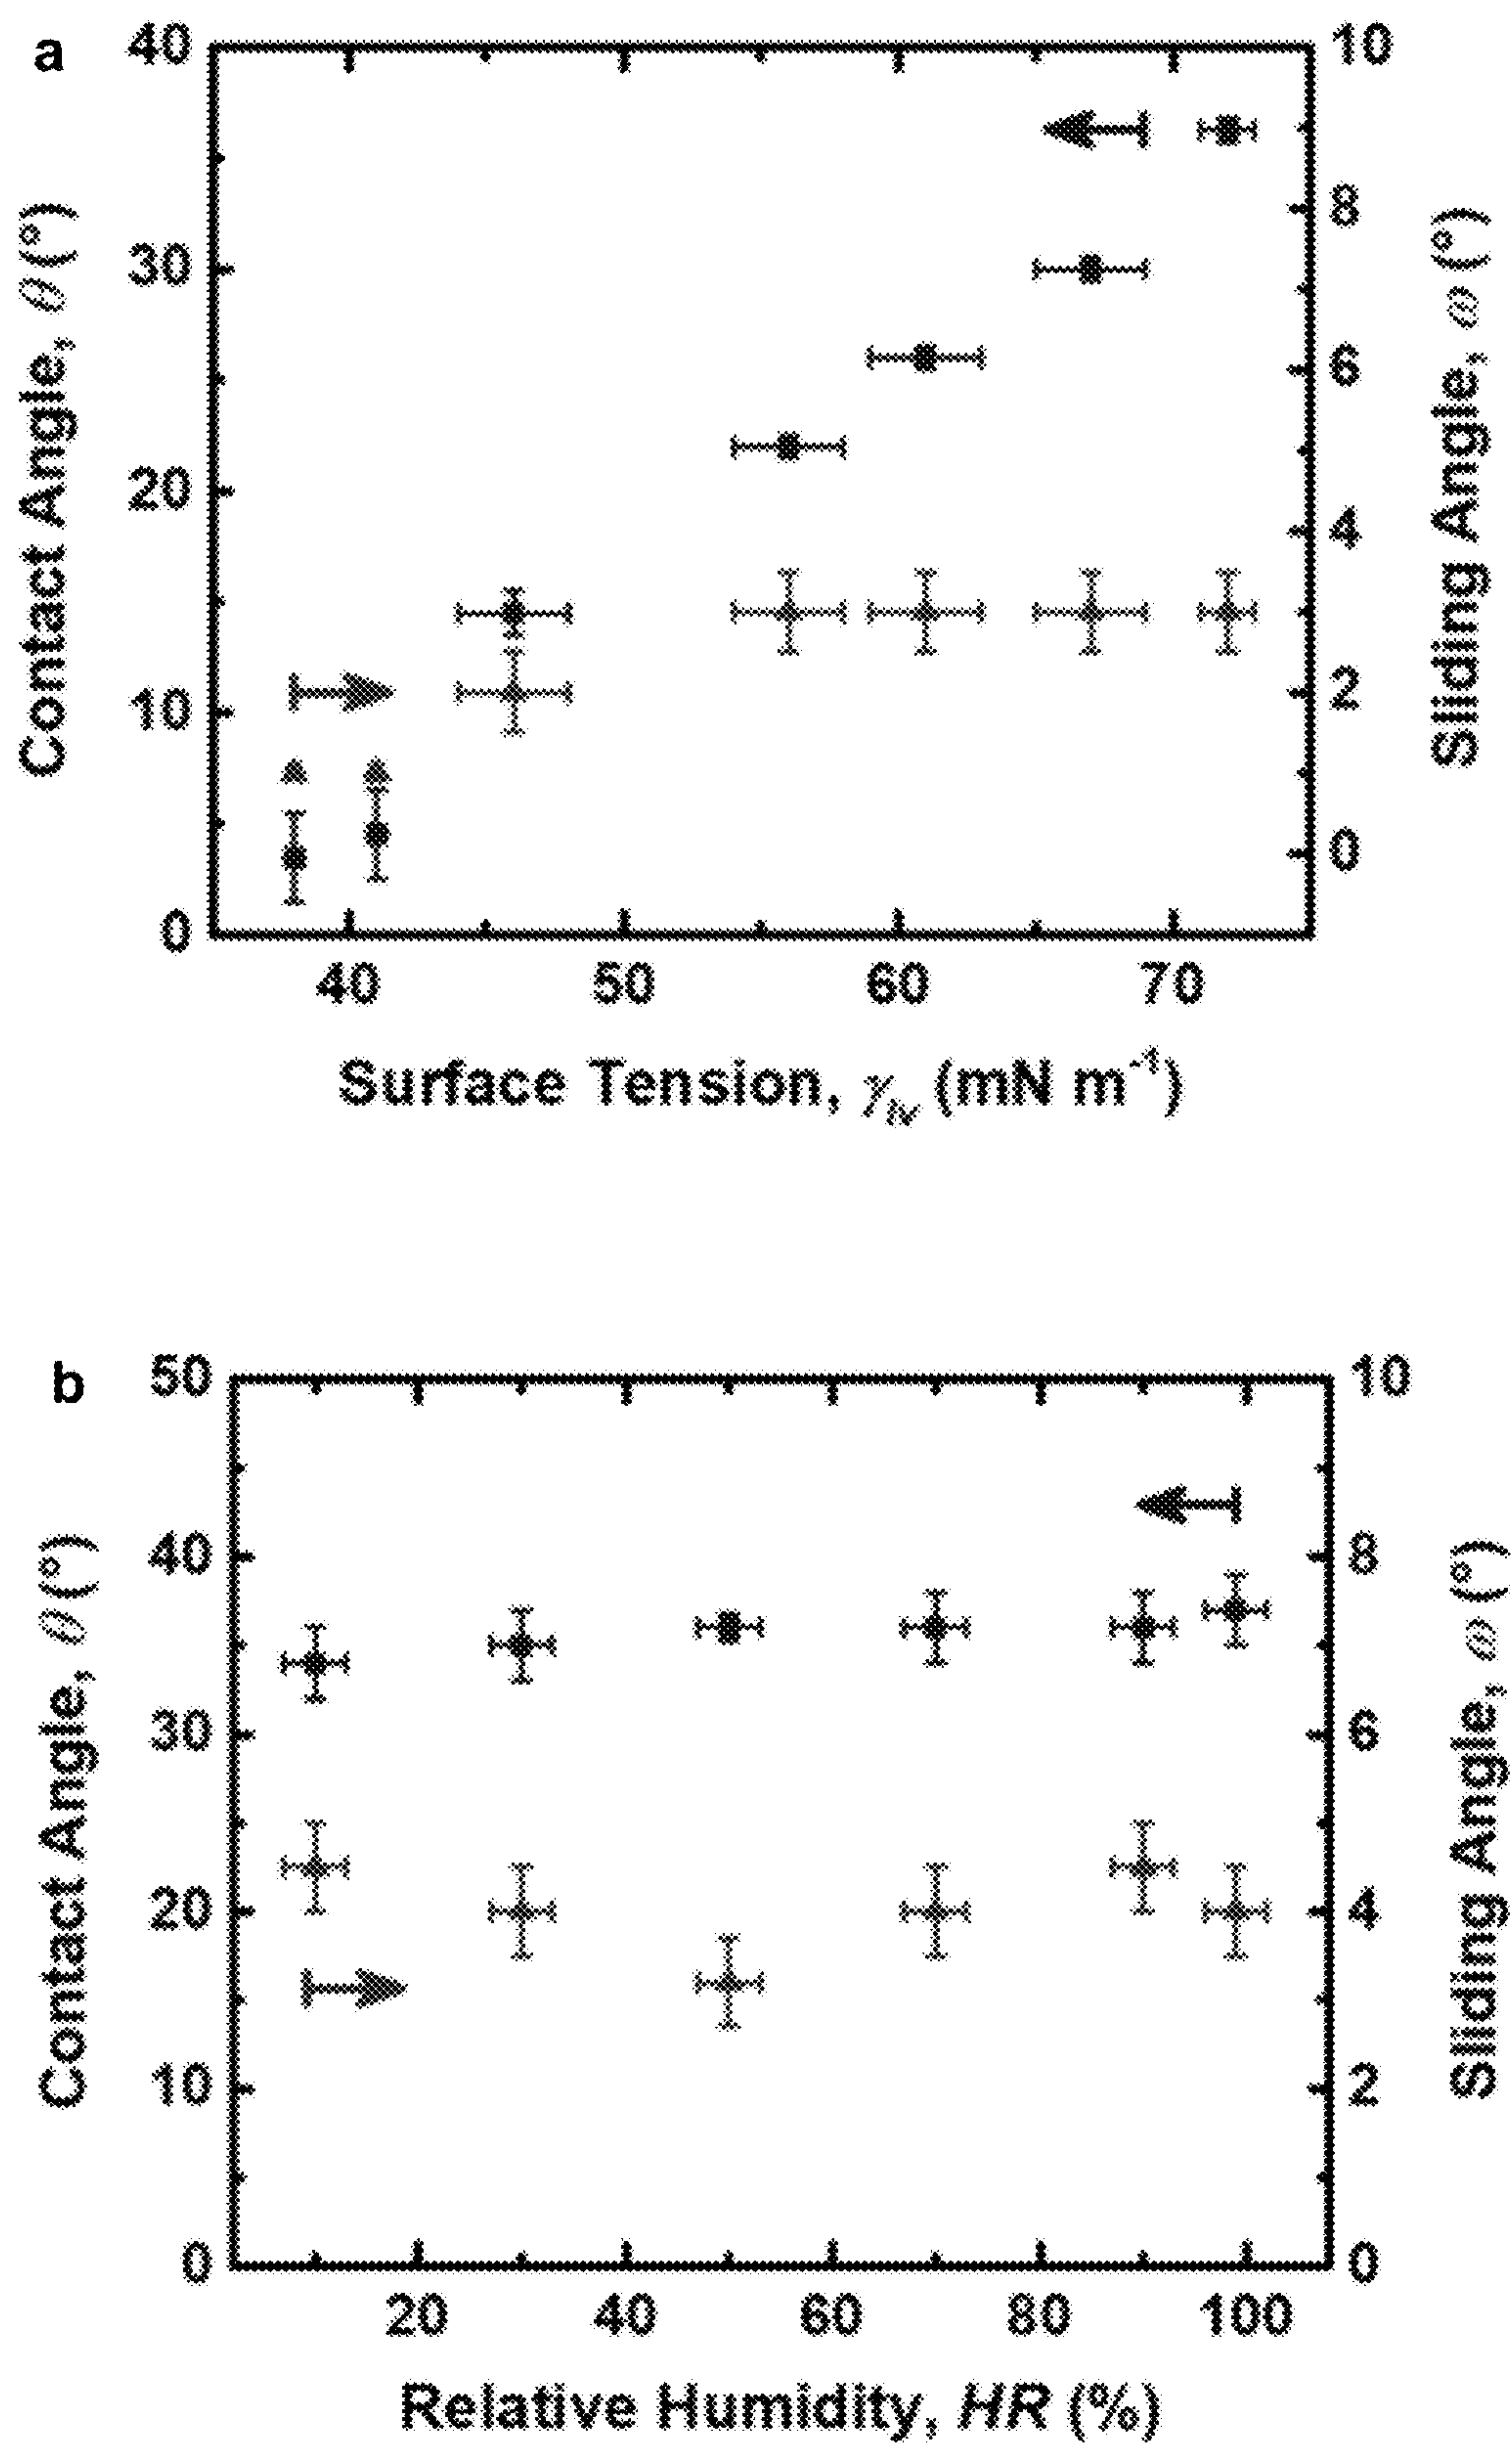 a
40
30
20
10
0
Contact Angle, θ (°)
10
8
6
4
2
0
Sliding Angle, ω (°)
40 50 60 70
Surface Tension, γlv (mN m-1)
b
50
40
30
20
10
0
Contact Angle, θ (°)
10
8
6
4
2
0
Sliding Angle, ω (°)
20 40 60 80 100
Relative Humidity, HR (%)